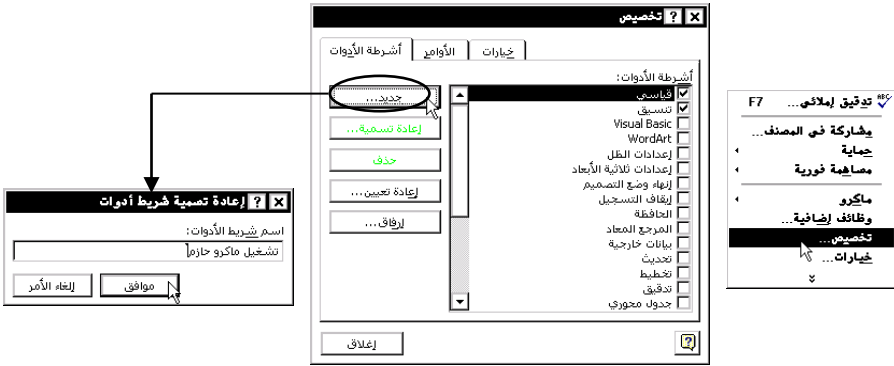 ABC
تدقيق إملائي... F7
مشاركة في المصنف...
حماية
مساهمة فورية
ماكرو
وظائف إضافية...
تخصيص...
خيارات...
تخصيص
أشرطة الأدوات
الأوامر
خيارات
أشرطة الأدوات:
قياسي
تنسيق
Visual Basic
WordArt
إعدادات الظل
إعدادات ثلاثية الأبعاد
إنهاء وضع التصميم
إيقاف التسجيل
الحافظة
المرجع المعاد
بيانات خارجية
تحديث
تخطيط
تدقيق
جدول محوري
جديد...
إعادة تسمية...
حذف
إعادة تعيين...
إرفاق...
إغلاق
إعادة تسمية شريط أدوات
اسم شريط الأدوات:
تشغيل ماكرو حازم
موافق
إلغاء الأمر